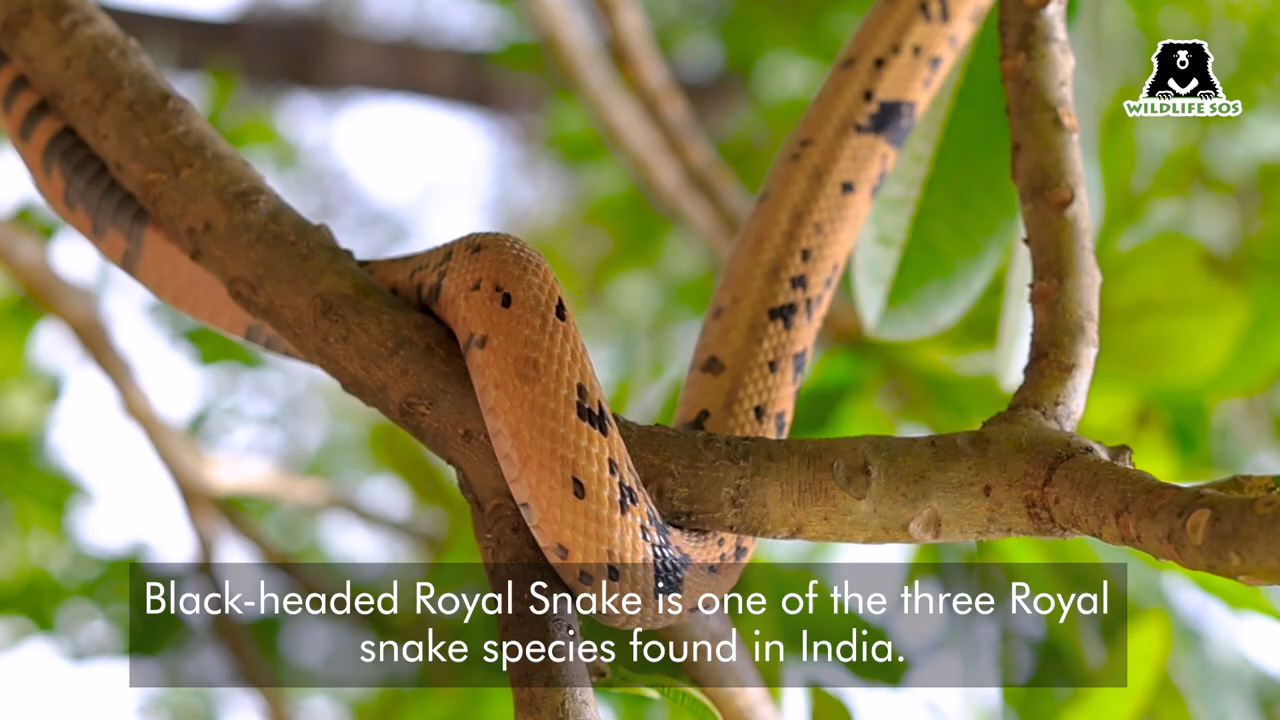 WILDLIFE SOS
Black-headed Royal Snake is one of the three Royal
snake species found in India.